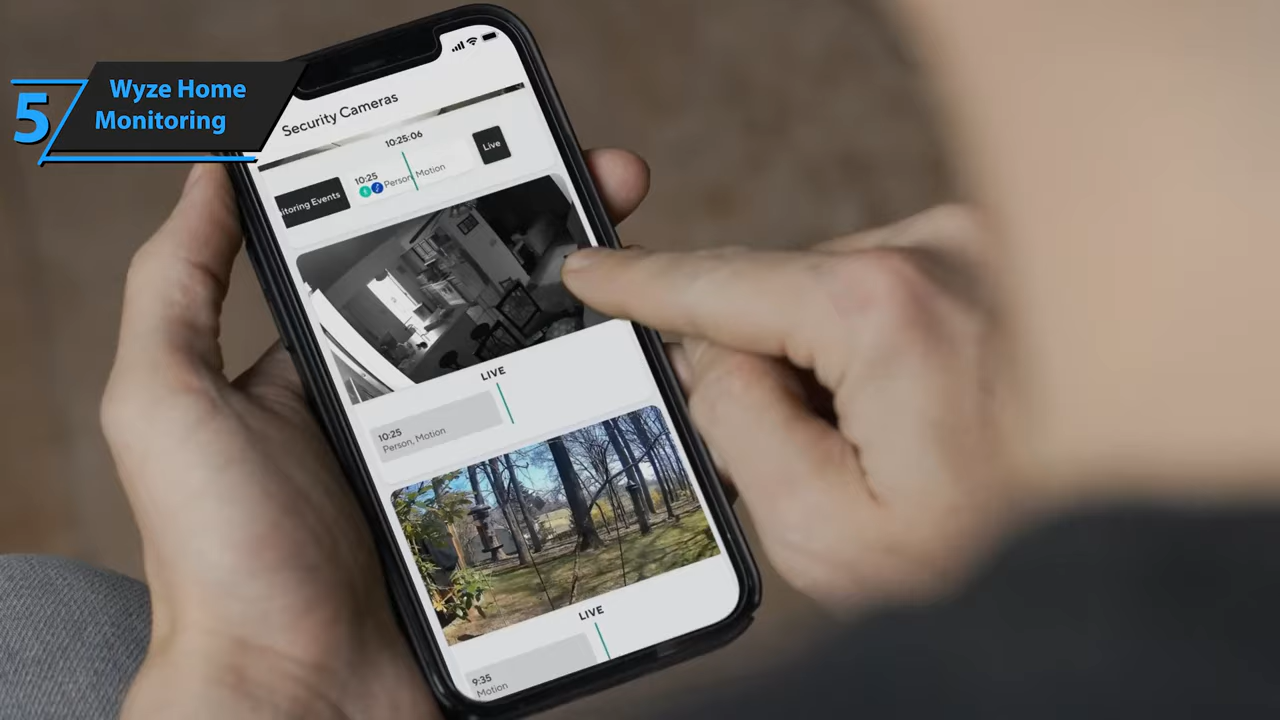 5
Wyze Home
Monitoring
Security Cameras
10:25:06
itoring Events
10:25
Person, Motion
Live
LIVE
10:25
Person, Motion
LIVE
9:35
Motion